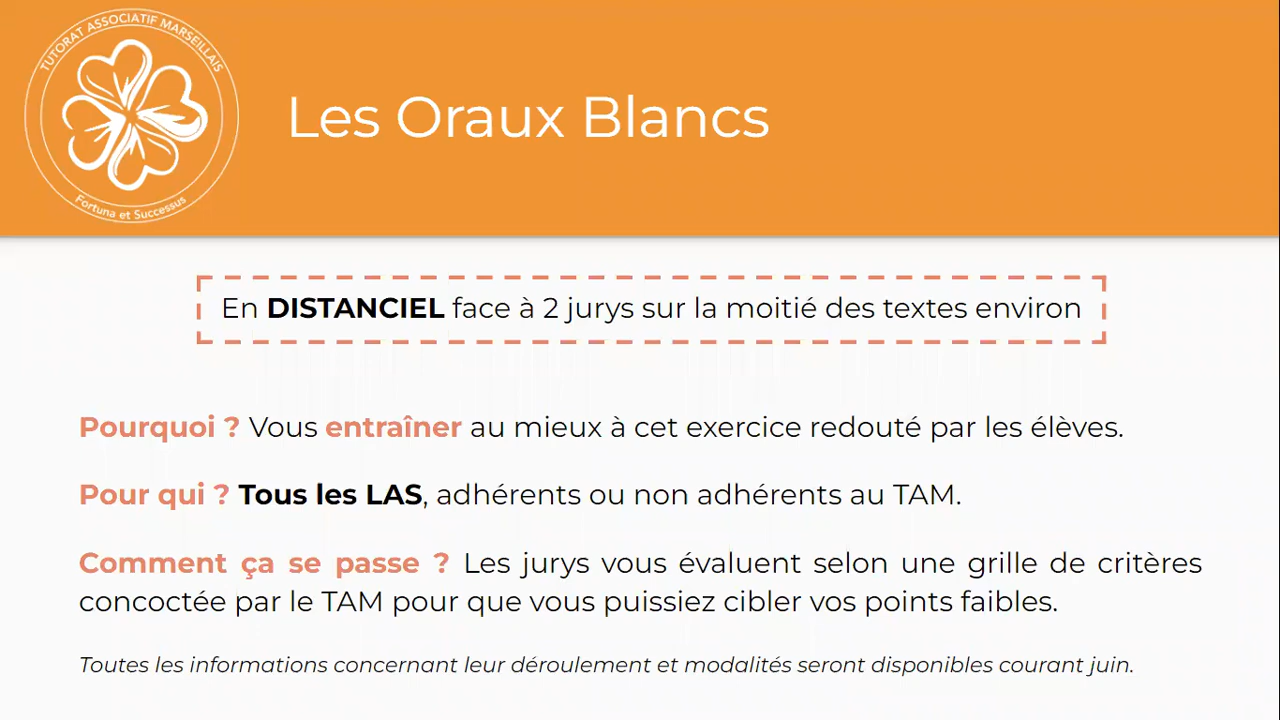 TUTORAT ASSOCIATIF MARSEILLAIS
Fortuna et Successus
Les Oraux Blancs
En DISTANCIEL face à 2 jurys sur la moitié des textes environ
Pourquoi ? Vous entraîner au mieux à cet exercice redouté par les élèves.
Pour qui ? Tous les LAS, adhérents ou non adhérents au TAM.
Comment ça se passe ? Les jurys vous évaluent selon une grille de critères
concoctée par le TAM pour que vous puissiez cibler vos points faibles.
Toutes les informations concernant leur déroulement et modalités seront disponibles courant juin.